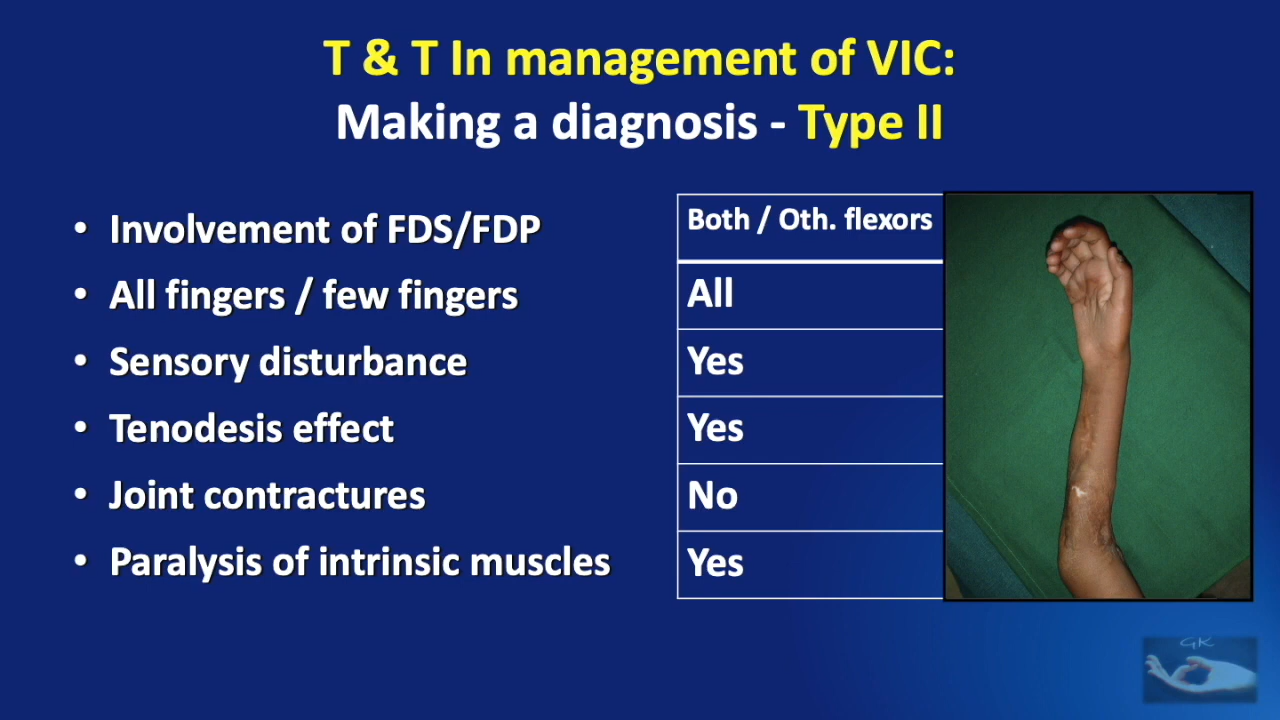 T & T In management of VIC:
Making a diagnosis - Type II
• Involvement of FDS/FDP
Both / Oth. flexors
• All fingers / few fingers
All
• Sensory disturbance
Yes
• Tenodesis effect
Yes
• Joint contractures
No
• Paralysis of intrinsic muscles
Yes
GK